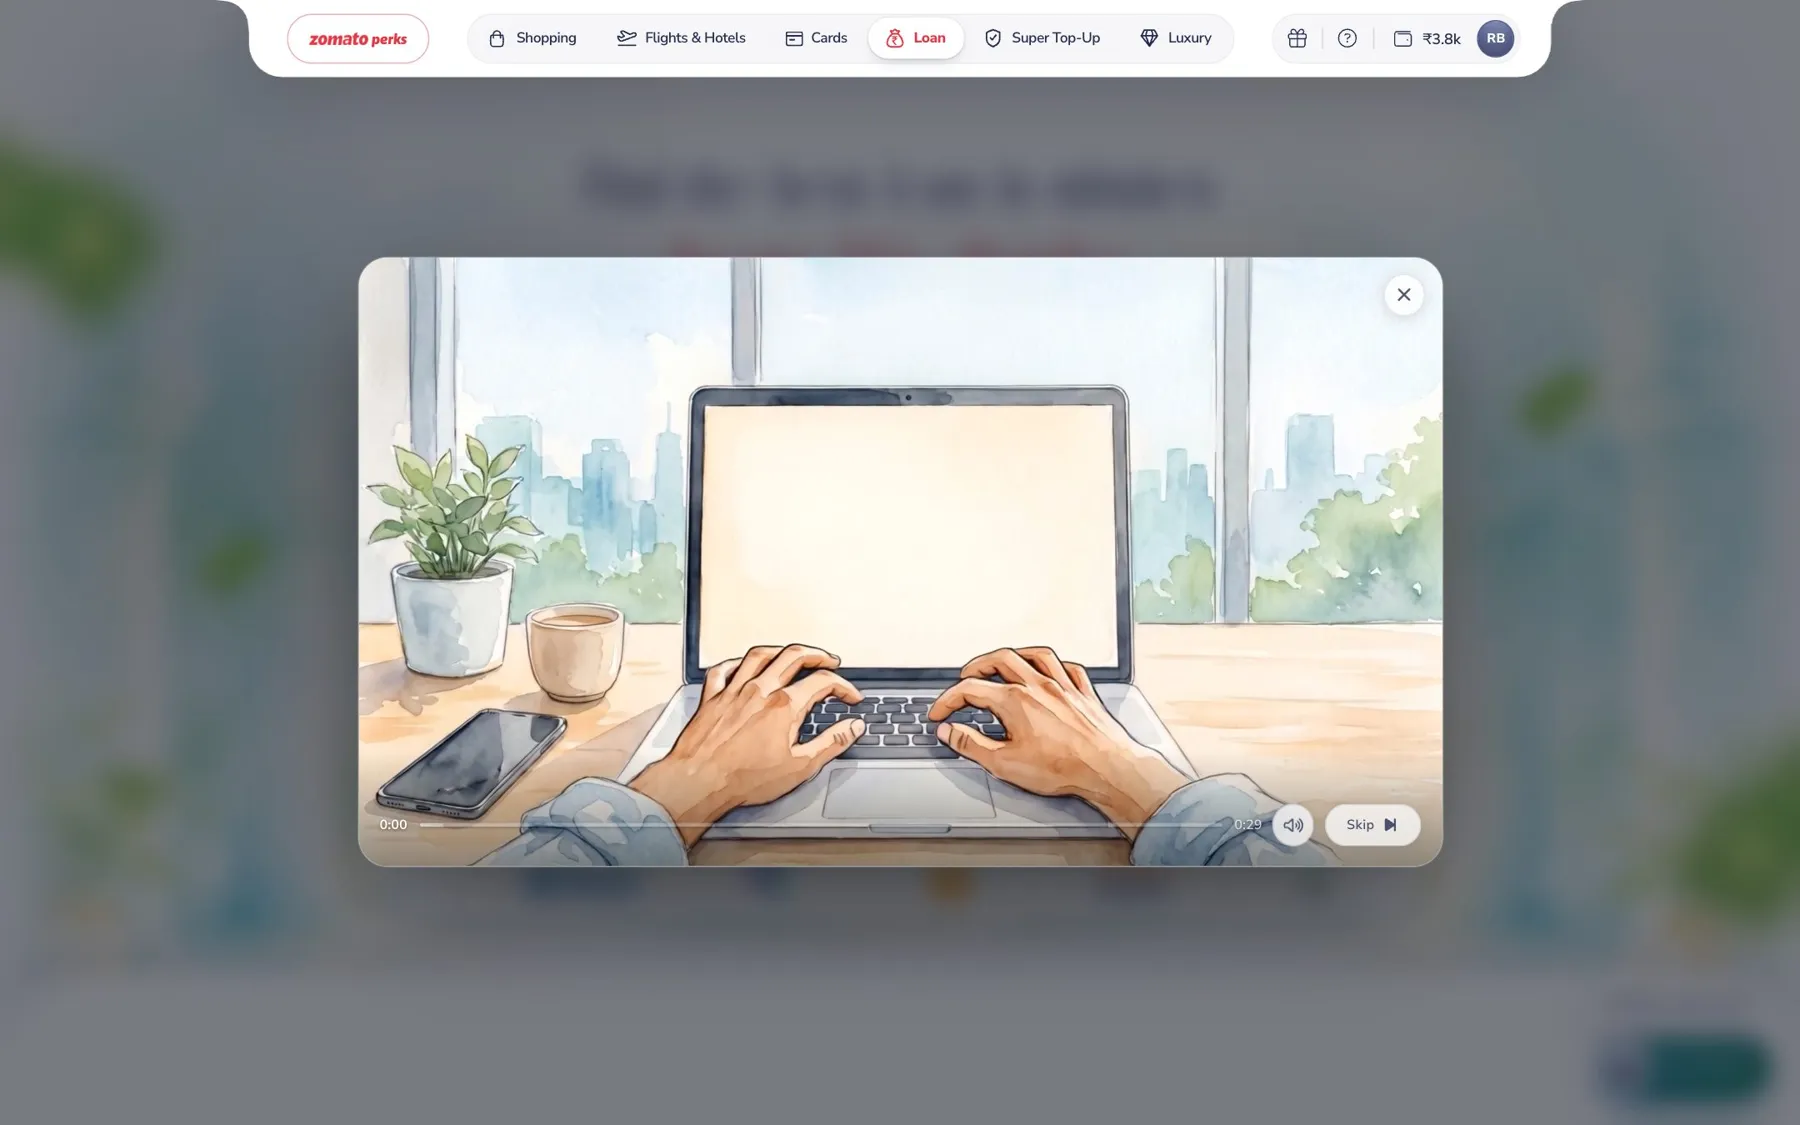 zomato perks
Shopping
Flights & Hotels
Cards
Loan
Super Top-Up
Luxury
₹3.8k
RB
0:00
0:29
Skip